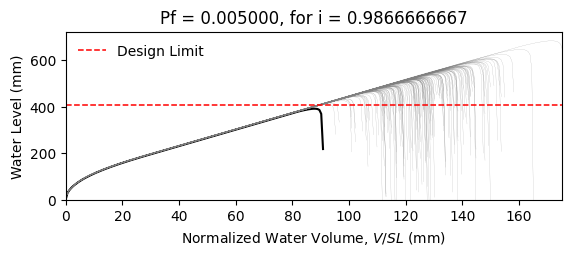 Pf = 0.005000, for i = 0.9866666667
Design Limit
Water Level (mm)
600
400
200
0
0 20 40 60 80 100 120 140 160
Normalized Water Volume, V/SL (mm)